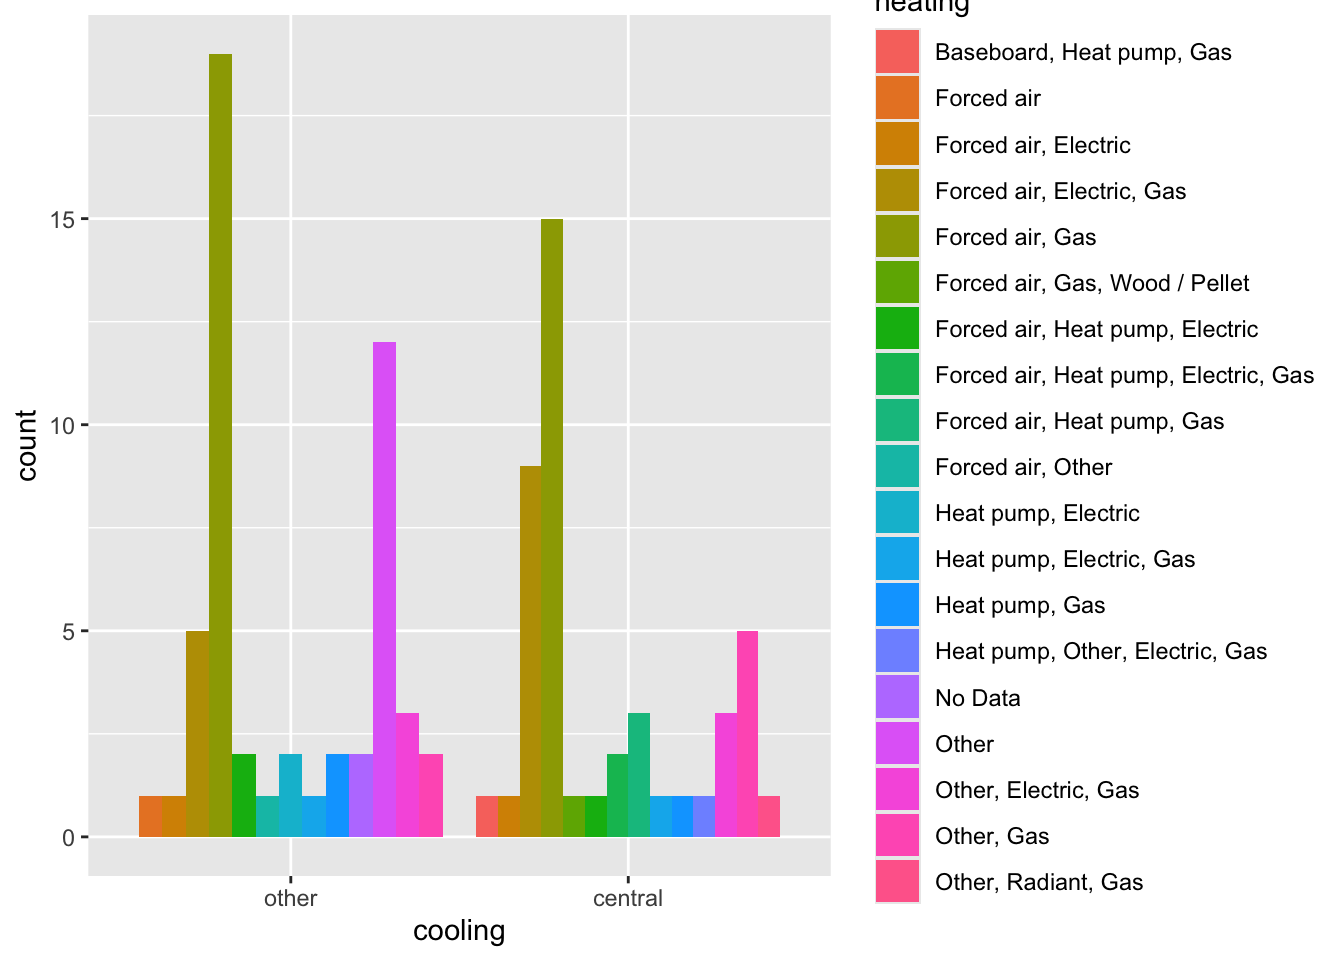 heating
Baseboard, Heat pump, Gas
Forced air
Forced air, Electric
Forced air, Electric, Gas
Forced air, Gas
Forced air, Gas, Wood / Pellet
Forced air, Heat pump, Electric
Forced air, Heat pump, Electric, Gas
Forced air, Heat pump, Gas
Forced air, Other
Heat pump, Electric
Heat pump, Electric, Gas
Heat pump, Gas
Heat pump, Other, Electric, Gas
No Data
Other
Other, Electric, Gas
Other, Gas
Other, Radiant, Gas
15
10
5
0
count
other
central
cooling